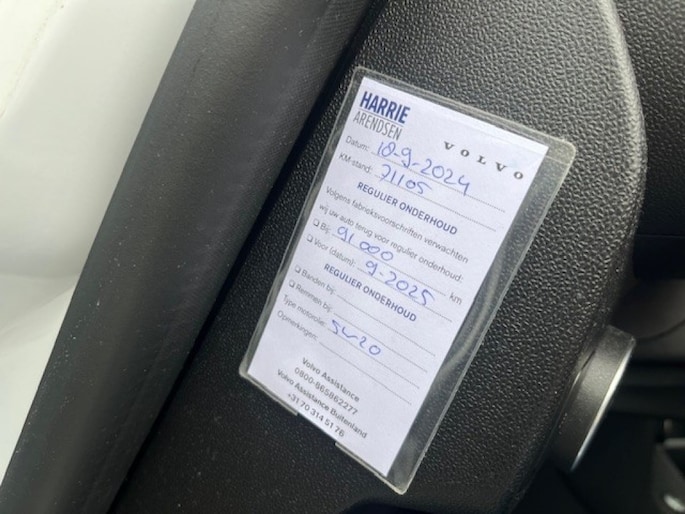 HARRIE
ARENDSEN
VOLVO
Datum: 18-9-2024
KM-stand: 71105
REGULIER ONDERHOUD
Volgens fabrieksvoorschriften verwachten
wij uw auto terug voor regulier onderhoud:
Bij: 91.000 km
Voor (datum): 9-2025
REGULIER ONDERHOUD
Banden bij:
Remmen bij:
Type motorolie: 5w20
Opmerkingen:
Volvo Assistance
0800-865862277
Volvo Assistance Buitenland
+31 70 314 51 76